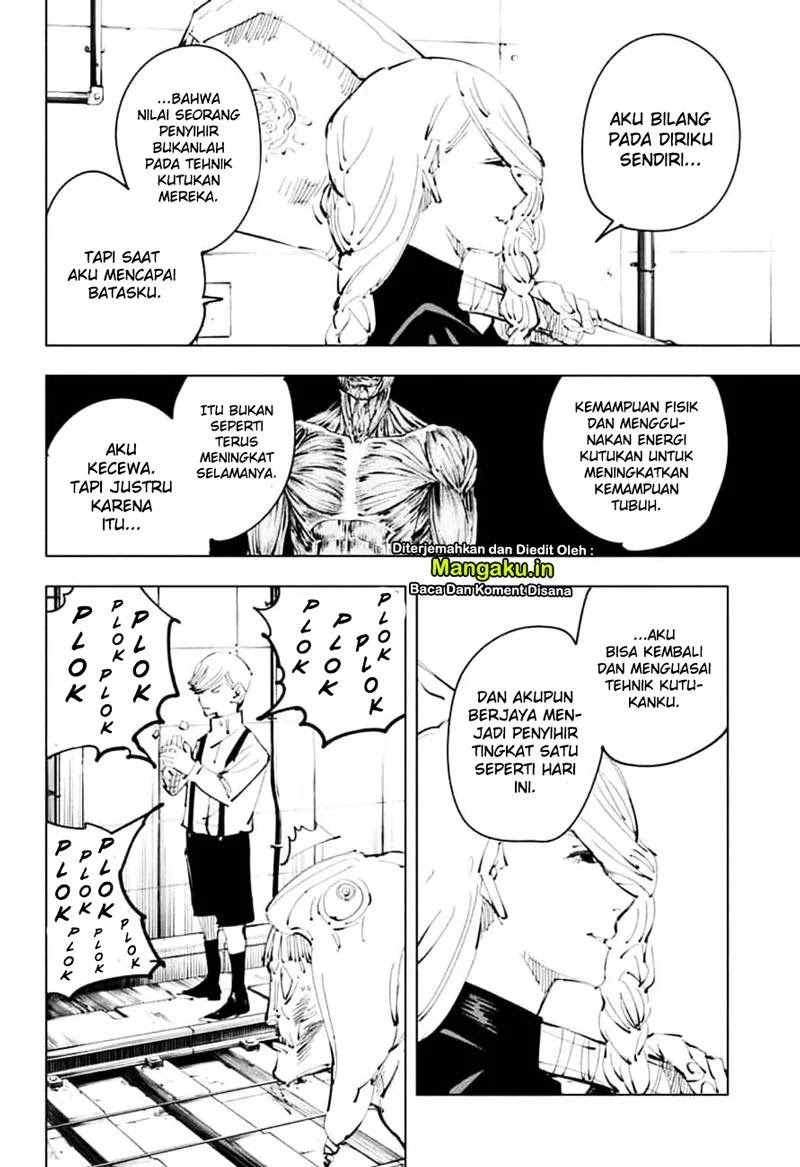 AKU BILANG
PADA DIRIKU
SENDIRI...
...BAHWA
NILAI SEORANG
PENYIHIR
BUKANLAH
PADA TEHNIK
KUTUKAN
MEREKA.
TAPI SAAT
AKU MENCAPAI
BATASKU.
KEMAMPUAN FISIK
DAN MENGGU-
NAKAN ENERGI
KUTUKAN UNTUK
MENINGKATKAN
KEMAMPUAN
TUBUH.
ITU BUKAN
SEPERTI
TERUS
MENINGKAT
SELAMANYA.
AKU
KECEWA.
TAPI JUSTRU
KARENA
ITU...
Diterjemahkan dan Diedit Oleh :
Mangaku.in
Baca Dan Koment Disana
...AKU
BISA KEMBALI
DAN MENGUASAI
TEHNIK KUTU-
KANKU.
DAN AKUPUN
BERJAYA MEN-
JADI PENYIHIR
TINGKAT SATU
SEPERTI HARI
INI.
PLOK
PLOK
PLOK
PLOK
PLOK
PLOK
PLOK
PLOK
PLOK
PLOK
PLOK
PLOK
PLOK